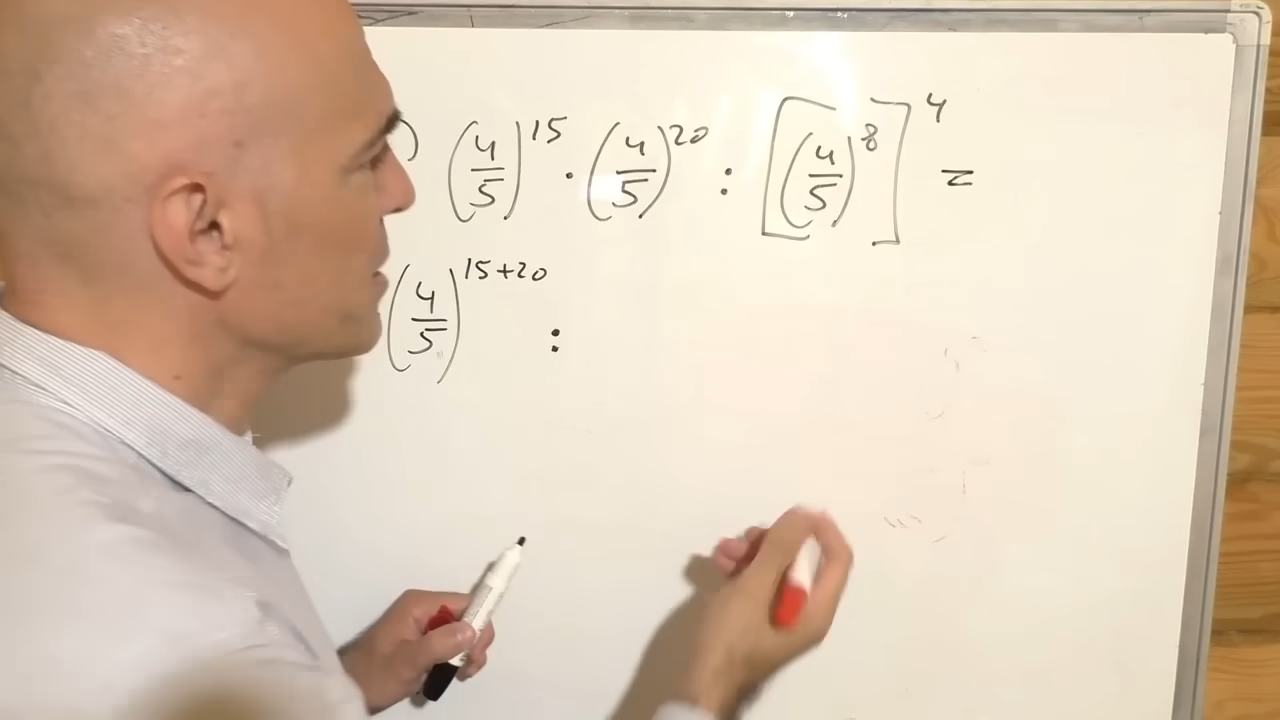 ) (4/5)^15 · (4/5)^20 : [(4/5)^8]^4 =
(4/5)^15+20 :